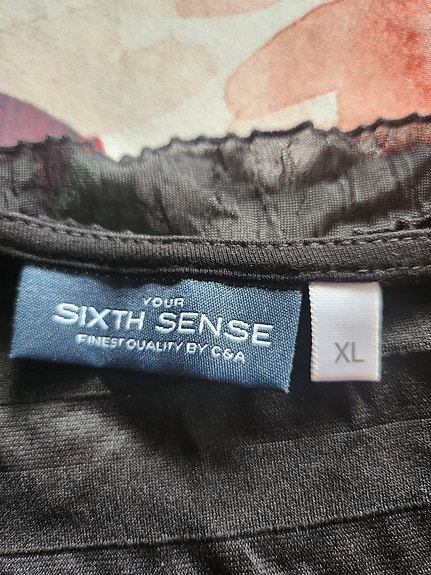 YOUR
SIXTH SENSE
FINEST QUALITY BY C&A
XL